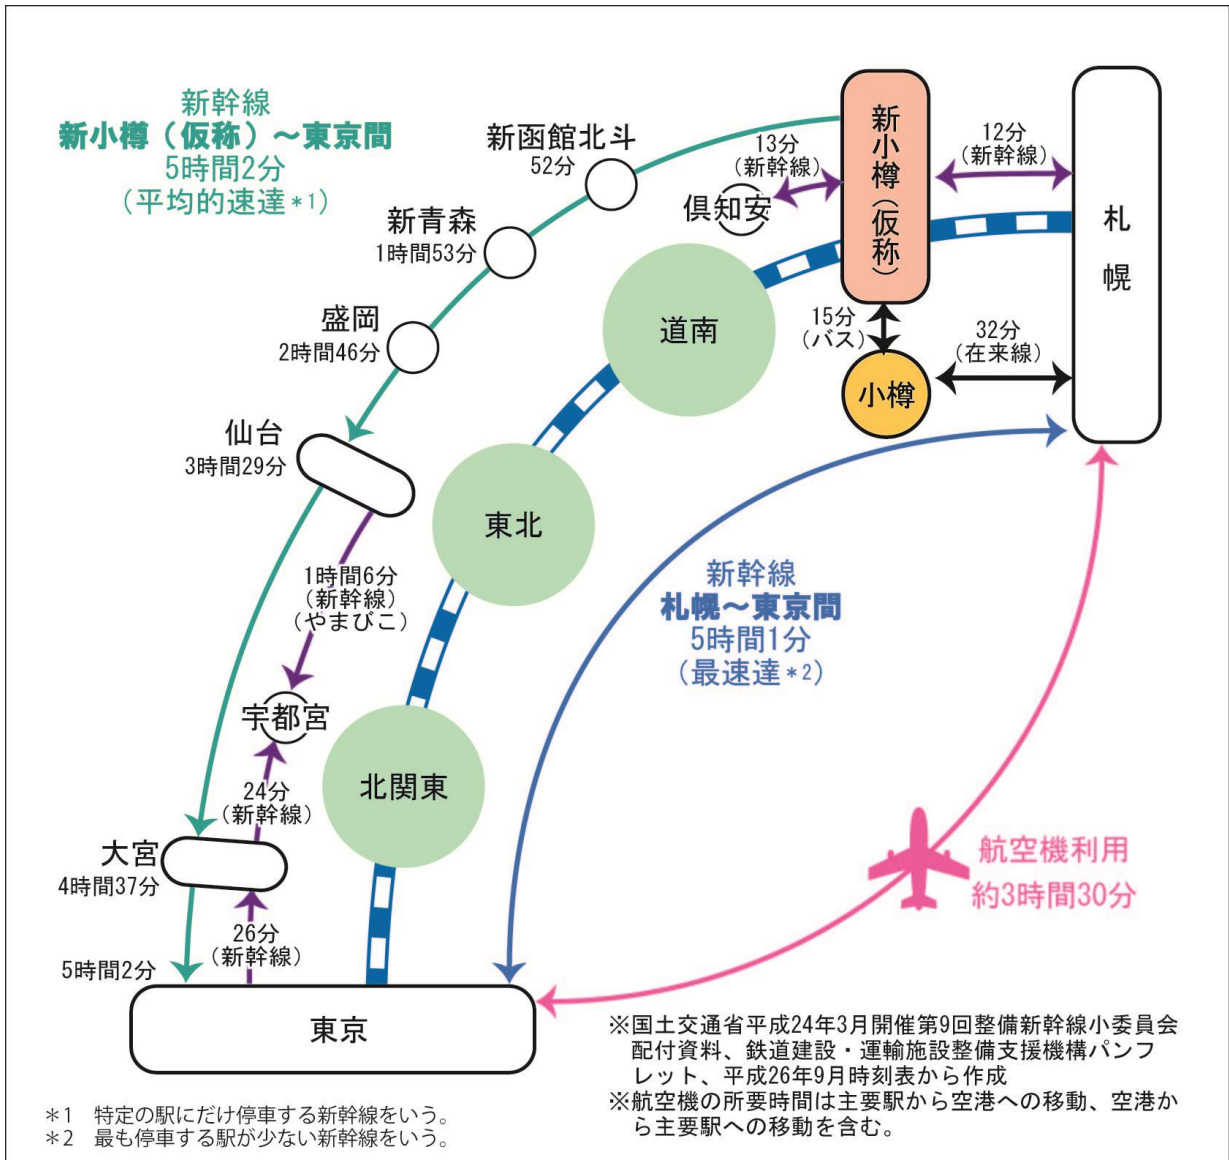 新幹線
新小樽（仮称）～東京間
5時間2分
（平均的速達＊1）
新函館北斗
52分
新青森
1時間53分
盛岡
2時間46分
仙台
3時間29分
1時間6分
（新幹線）
（やまびこ）
宇都宮
24分
（新幹線）
大宮
4時間37分
26分
（新幹線）
5時間2分
東京
13分
（新幹線）
倶知安
新小樽（仮称）
12分
（新幹線）
札幌
15分
（バス）
小樽
32分
（在来線）
道南
東北
北関東
新幹線
札幌～東京間
5時間1分
（最速達＊2）
航空機利用
約3時間30分
※国土交通省平成24年3月開催第9回整備新幹線小委員会
配付資料、鉄道建設・運輸施設整備支援機構パンフ
レット、平成26年9月時刻表から作成
※航空機の所要時間は主要駅から空港への移動、空港か
ら主要駅への移動を含む。
＊1　特定の駅にだけ停車する新幹線をいう。
＊2　最も停車する駅が少ない新幹線をいう。